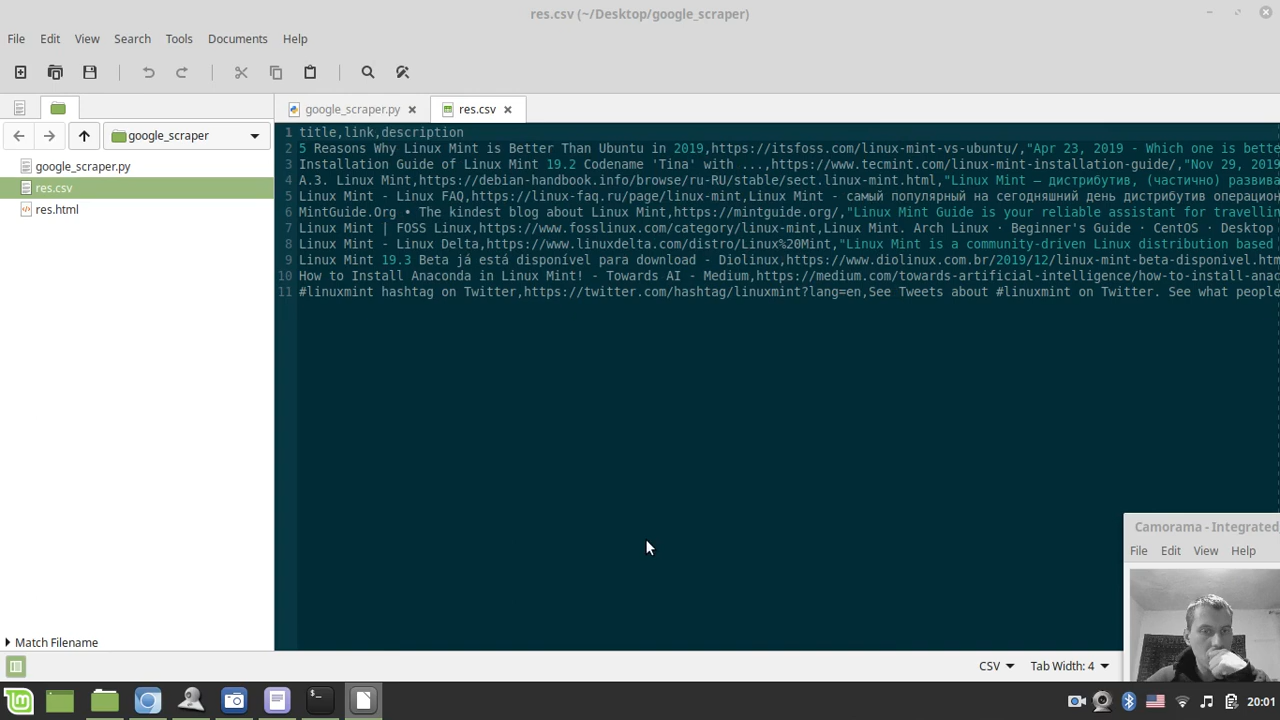 res.csv (~/Desktop/google_scraper)
File Edit View Search Tools Documents Help
google_scraper.py res.csv
google_scraper
google_scraper.py
res.csv
res.html
1 title,link,description
2 5 Reasons Why Linux Mint is Better Than Ubuntu in 2019,https://itsfoss.com/linux-mint-vs-ubuntu/,"Apr 23, 2019 - Which one is bette
3 Installation Guide of Linux Mint 19.2 Codename 'Tina' with ...,https://www.tecmint.com/linux-mint-installation-guide/,"Nov 29, 2019
4 A.3. Linux Mint,https://debian-handbook.info/browse/ru-RU/stable/sect.linux-mint.html,"Linux Mint — дистрибутив, (частично) развива
5 Linux Mint - Linux FAQ,https://linux-faq.ru/page/linux-mint,Linux Mint - самый популярный на сегодняшний день дистрибутив операцион
6 MintGuide.Org • The kindest blog about Linux Mint,https://mintguide.org/,"Linux Mint Guide is your reliable assistant for travellin
7 Linux Mint | FOSS Linux,https://www.fosslinux.com/category/linux-mint,Linux Mint. Arch Linux · Beginner's Guide · CentOS · Desktop
8 Linux Mint - Linux Delta,https://www.linuxdelta.com/distro/Linux%20Mint,"Linux Mint is a community-driven Linux distribution based
9 Linux Mint 19.3 Beta já está disponível para download - Diolinux,https://www.diolinux.com.br/2019/12/linux-mint-beta-disponivel.htm
10 How to Install Anaconda in Linux Mint! - Towards AI - Medium,https://medium.com/towards-artificial-intelligence/how-to-install-anac
11 #linuxmint hashtag on Twitter,https://twitter.com/hashtag/linuxmint?lang=en,See Tweets about #linuxmint on Twitter. See what people
Camorama - Integrated
File Edit View Help
Match Filename
CSV Tab Width: 4
20:01